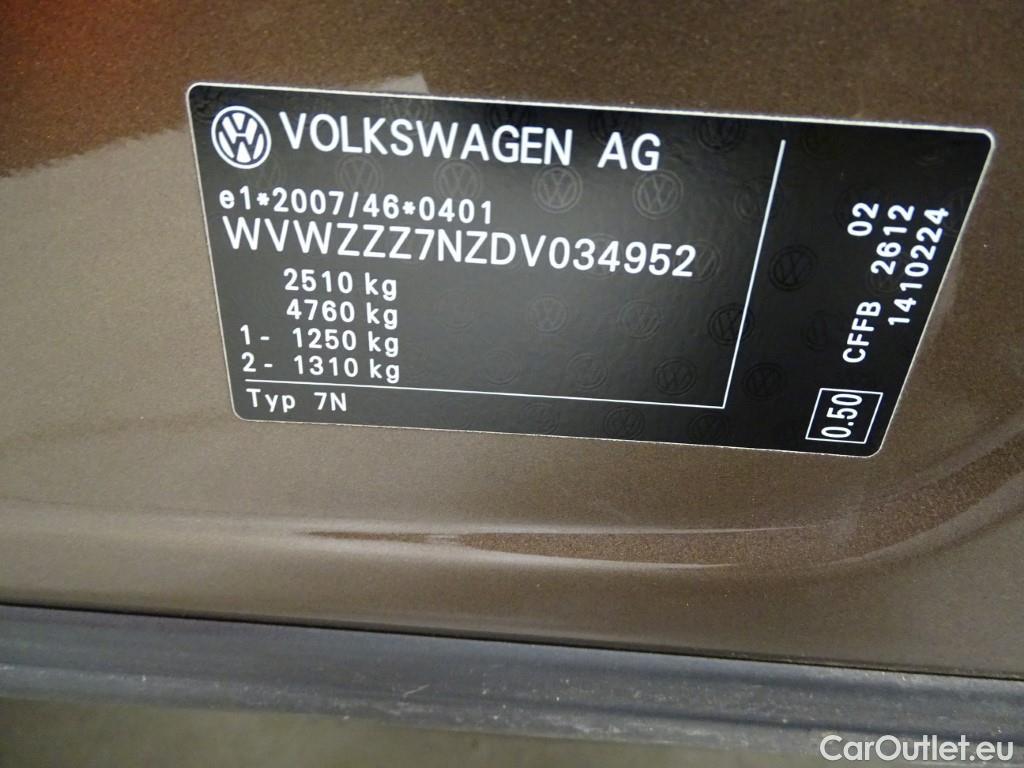 VOLKSWAGEN AG
e1*2007/46*0401
WVWZZZ7NZDV034952
2510 kg
4760 kg
1- 1250 kg
2- 1310 kg
Typ 7N
02
CFFB 2612
1410224
0.50
CarOutlet.eu